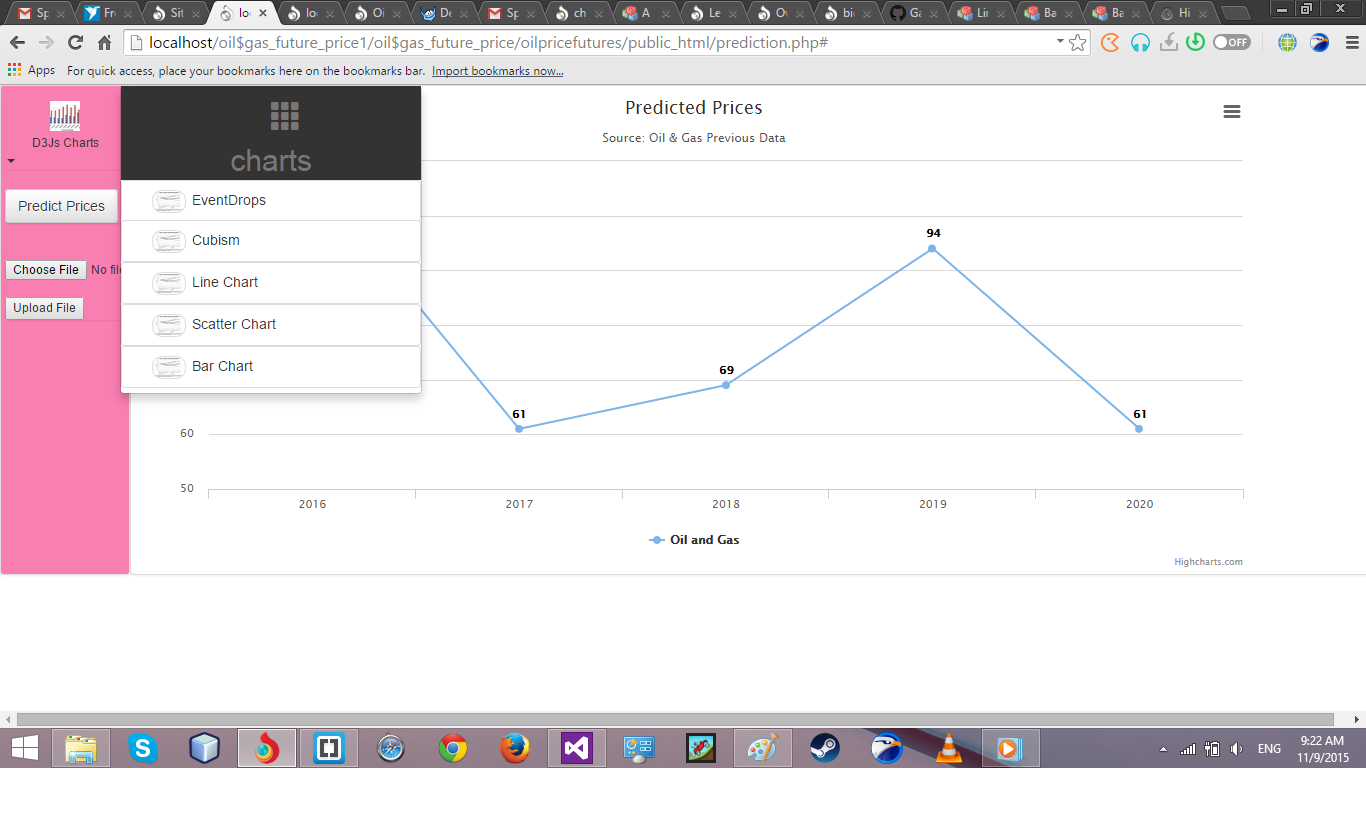 Sp
Fr
Sit
lo
lo
Oi
De
Sp
ch
A
Le
O
bi
Ga
Lir
Ba
Ba
Hi
localhost/oil$gas_future_price1/oil$gas_future_price/oilpricefutures/public_html/prediction.php#
OFF
Apps For quick access, place your bookmarks here on the bookmarks bar. Import bookmarks now...
D3Js Charts
Predict Prices
Choose File No fil
Upload File
charts
EventDrops
Cubism
Line Chart
Scatter Chart
Bar Chart
Predicted Prices
Source: Oil & Gas Previous Data
94
69
61
61
60
50
2016 2017 2018 2019 2020
Oil and Gas
Highcharts.com
ENG
9:22 AM
11/9/2015